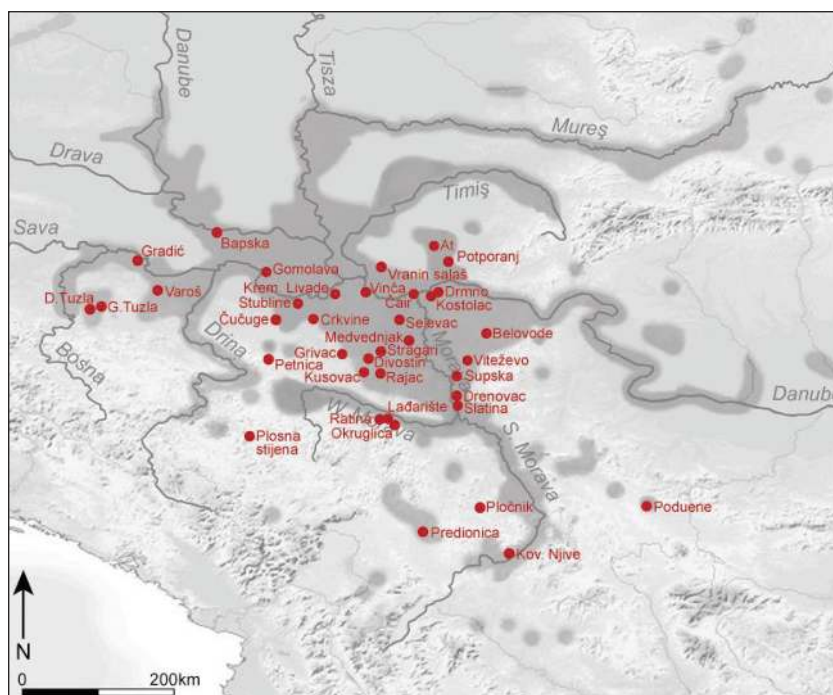 Danube
Tisza
Mureş
Drava
Timiş
Sava
Bapska
At
Gradić
Potporanj
Gomolava
Vranin salaš
Krem. Livade
Vinča
Drmno
D.Tuzla
G.Tuzla
Varoš
Stubline
Kostolac
Čučuge
Crkvine
Selevac
Belovode
Drina
Medvednjak
Bosna
Grivac
Stragari
Morava
Viteževo
Petnica
Divostin
Kusovac
Rajac
Supska
Danube
Drenovac
Lađarište
Slatina
Ratina
W. Morava
Okruglica
S. Morava
Plosna
stijena
Pločnik
Poduene
Predionica
Kov. Njive
N
0
200km